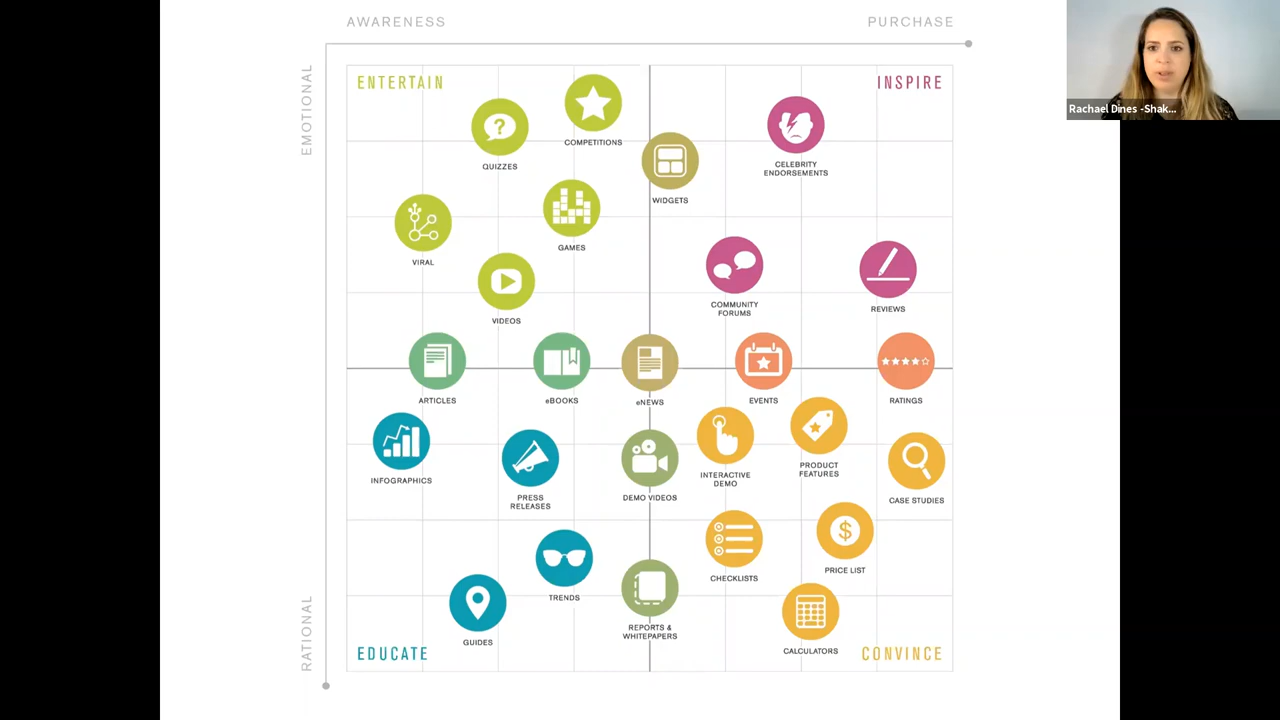 AWARENESS
PURCHASE
EMOTIONAL
RATIONAL
ENTERTAIN
INSPIRE
QUIZZES
COMPETITIONS
WIDGETS
CELEBRITY
ENDORSEMENTS
VIRAL
GAMES
VIDEOS
COMMUNITY
FORUMS
REVIEWS
ARTICLES
eBOOKS
eNEWS
EVENTS
RATINGS
INFOGRAPHICS
PRESS
RELEASES
DEMO VIDEOS
INTERACTIVE
DEMO
PRODUCT
FEATURES
CASE STUDIES
TRENDS
CHECKLISTS
PRICE LIST
GUIDES
REPORTS &
WHITEPAPERS
CALCULATORS
EDUCATE
CONVINCE
Rachael Dines -Shak...